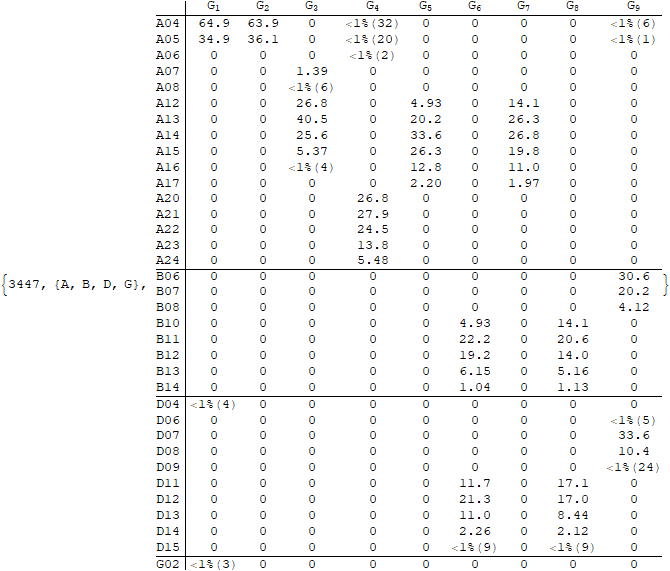 G1 G2 G3 G4 G5 G6 G7 G8 G9
A04 64.9 63.9 0 <1%(32) 0 0 0 0 <1%(6)
A05 34.9 36.1 0 <1%(20) 0 0 0 0 <1%(1)
A06 0 0 0 <1%(2) 0 0 0 0 0
A07 0 0 1.39 0 0 0 0 0 0
A08 0 0 <1%(6) 0 0 0 0 0 0
A12 0 0 26.8 0 4.93 0 14.1 0 0
A13 0 0 40.5 0 20.2 0 26.3 0 0
A14 0 0 25.6 0 33.6 0 26.8 0 0
A15 0 0 5.37 0 26.3 0 19.8 0 0
A16 0 0 <1%(4) 0 12.8 0 11.0 0 0
A17 0 0 0 0 2.20 0 1.97 0 0
A20 0 0 0 26.8 0 0 0 0 0
A21 0 0 0 27.9 0 0 0 0 0
A22 0 0 0 24.5 0 0 0 0 0
A23 0 0 0 13.8 0 0 0 0 0
A24 0 0 0 5.48 0 0 0 0 0
{3447, {A, B, D, G}, B06 0 0 0 0 0 0 0 0 30.6 }
B07 0 0 0 0 0 0 0 0 20.2
B08 0 0 0 0 0 0 0 0 4.12
B10 0 0 0 0 0 4.93 0 14.1 0
B11 0 0 0 0 0 22.2 0 20.6 0
B12 0 0 0 0 0 19.2 0 14.0 0
B13 0 0 0 0 0 6.15 0 5.16 0
B14 0 0 0 0 0 1.04 0 1.13 0
D04 <1%(4) 0 0 0 0 0 0 0 0
D06 0 0 0 0 0 0 0 0 <1%(5)
D07 0 0 0 0 0 0 0 0 33.6
D08 0 0 0 0 0 0 0 0 10.4
D09 0 0 0 0 0 0 0 0 <1%(24)
D11 0 0 0 0 0 11.7 0 17.1 0
D12 0 0 0 0 0 21.3 0 17.0 0
D13 0 0 0 0 0 11.0 0 8.44 0
D14 0 0 0 0 0 2.26 0 2.12 0
D15 0 0 0 0 0 <1%(9) 0 <1%(9) 0
G02 <1%(3) 0 0 0 0 0 0 0 0